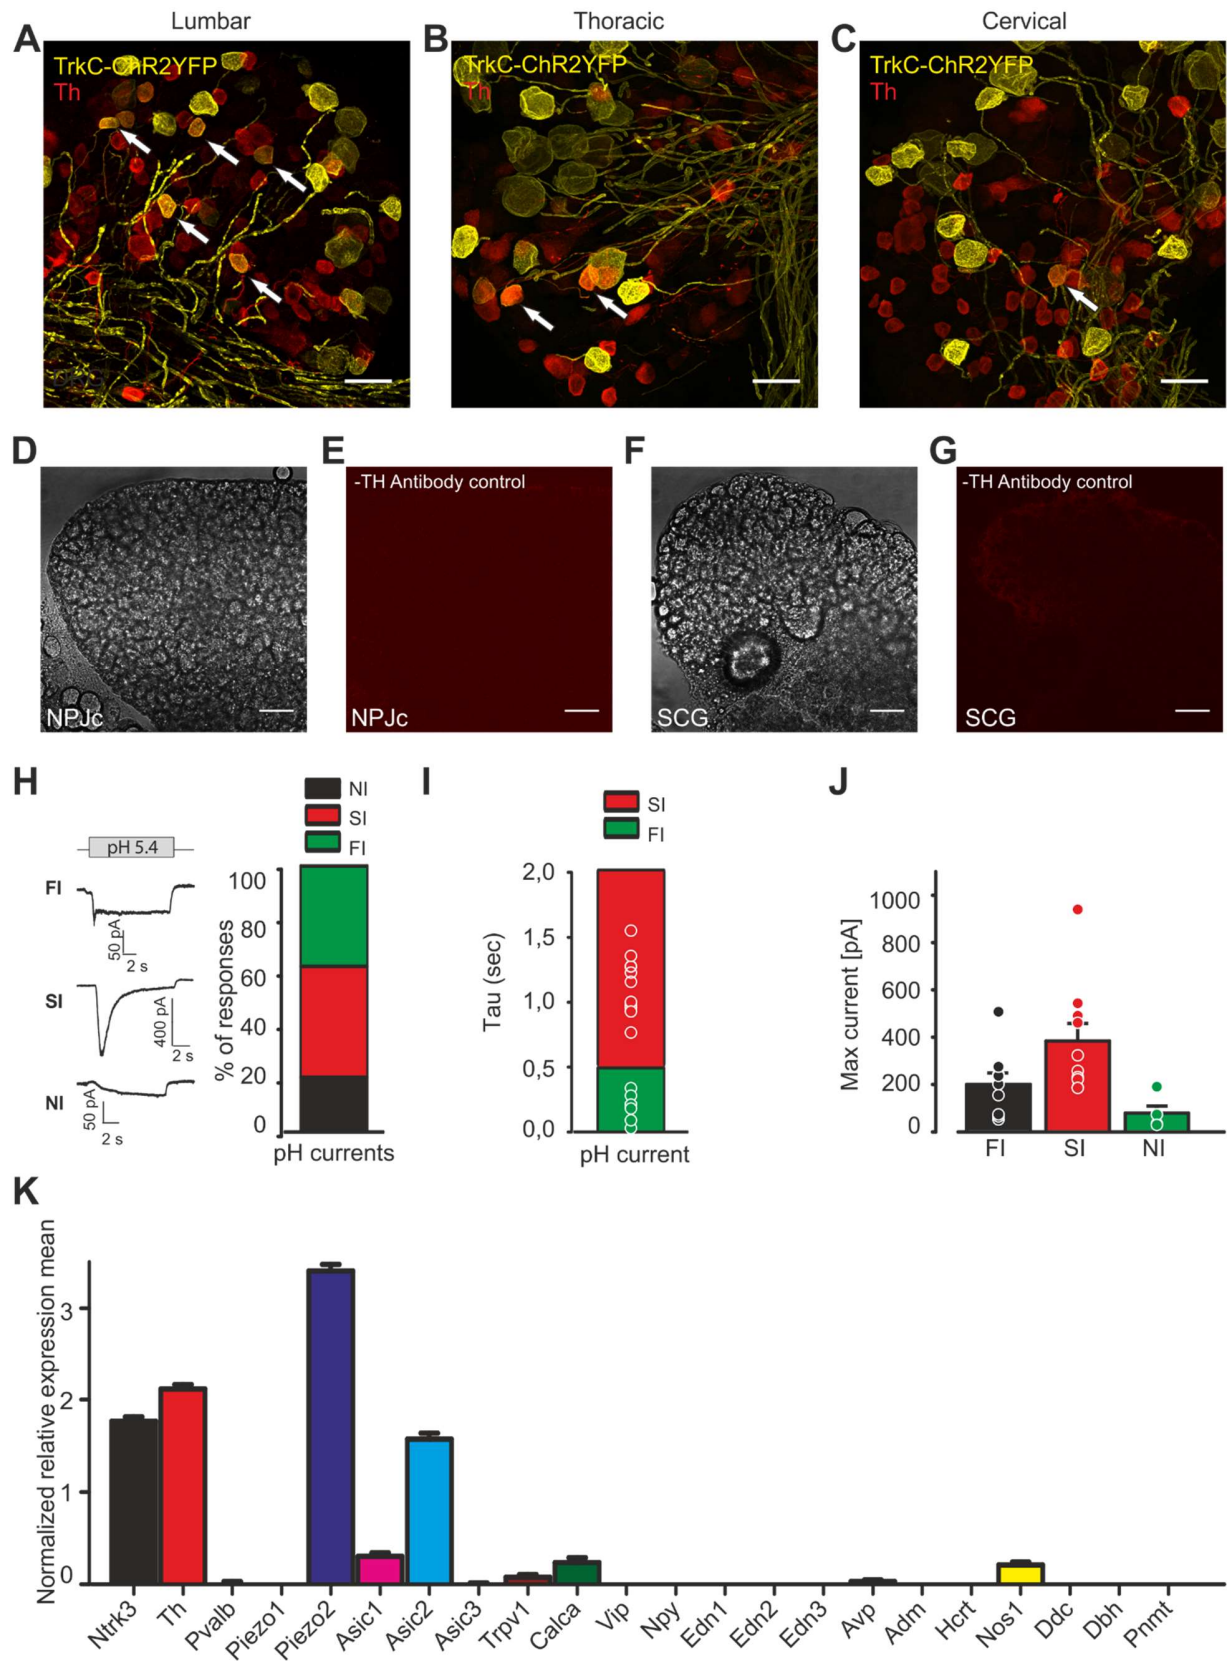 Lumbar
Thoracic
Cervical
A
B
C
TrkC-ChR2YFP
Th
TrkC-ChR2YFP
Th
TrkC-ChR2YFP
Th
DRG
D
E
F
G
-TH Antibody control
-TH Antibody control
NPJc
NPJc
SCG
SCG
H
NI
SI
FI
pH 5.4
FI
50 pA
2 s
SI
400 pA
2 s
NI
50 pA
2 s
% of responses
100
80
60
40
20
0
pH currents
I
SI
FI
Tau (sec)
2,0
1,5
1,0
0,5
0,0
pH current
J
Max current [pA]
1000
800
600
400
200
0
FI
SI
NI
K
Normalized relative expression mean
3
2
1
0
Ntrk3
Th
Pvalb
Piezo1
Piezo2
Asic1
Asic2
Asic3
Trpv1
Calca
Vip
Npy
Edn1
Edn2
Edn3
Avp
Adm
Hcrt
Nos1
Ddc
Dbh
Pnmt